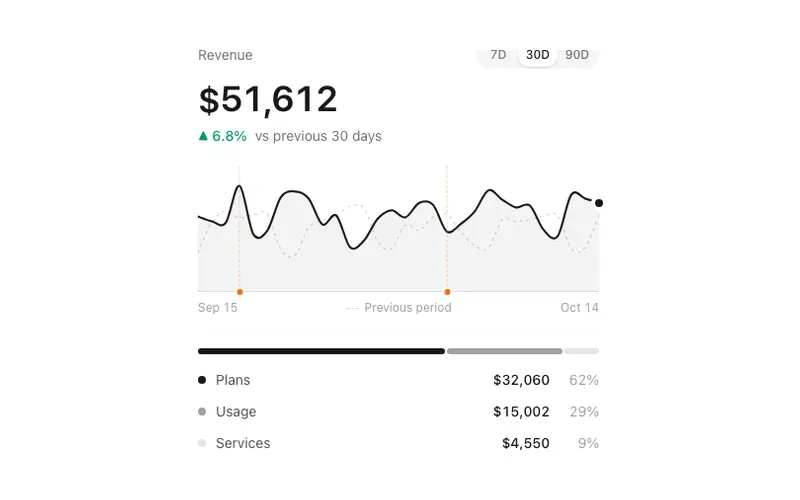 Revenue 7D 30D 90D
$51,612
▲ 6.8% vs previous 30 days
Sep 15 Previous period Oct 14
Plans $32,060 62%
Usage $15,002 29%
Services $4,550 9%